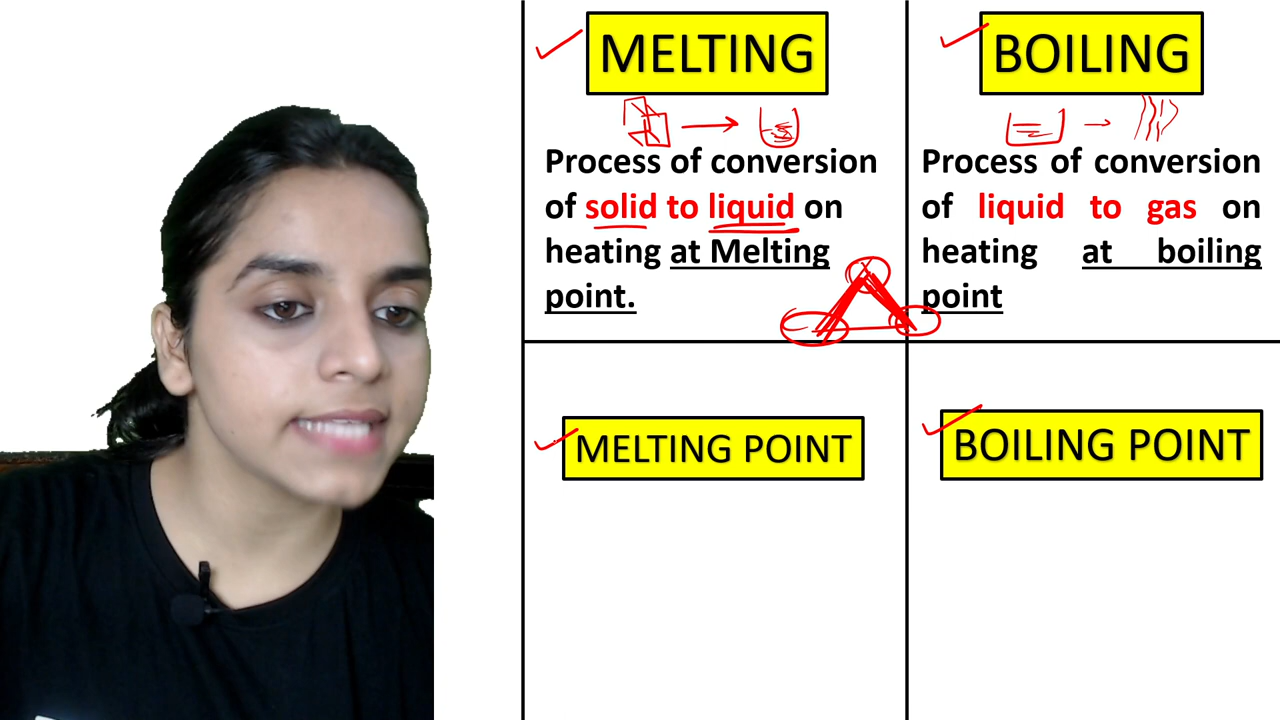 MELTING
Process of conversion
of solid to liquid on
heating at Melting
point.
BOILING
Process of conversion
of liquid to gas on
heating at boiling
point
MELTING POINT
BOILING POINT